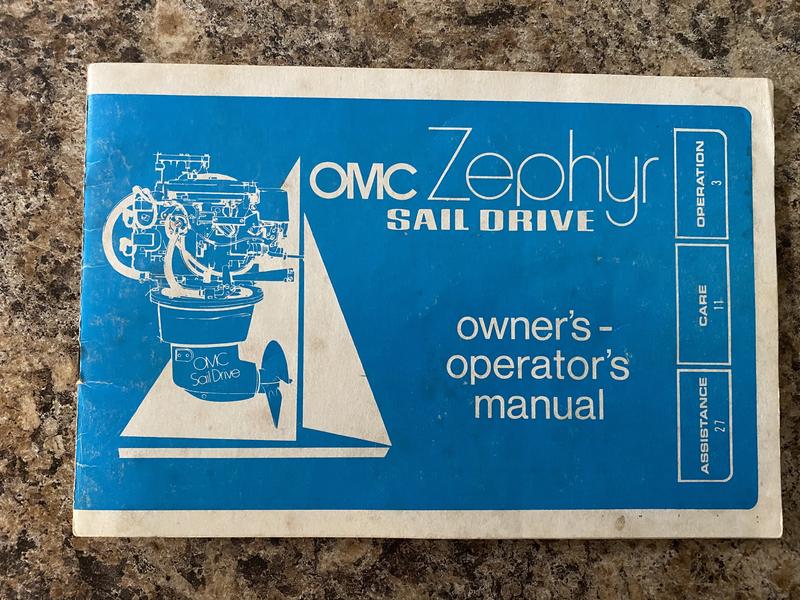 OMC Zephyr
SAIL DRIVE
owner's-
operator's
manual
OMC
Sail Drive
OPERATION
3
CARE
11
ASSISTANCE
27